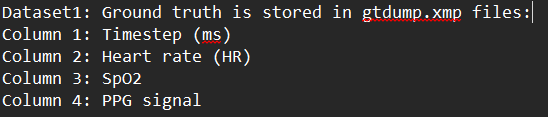 Dataset1: Ground truth is stored in gtdump.xmp files:
Column 1: Timestep (ms)
Column 2: Heart rate (HR)
Column 3: SpO2
Column 4: PPG signal